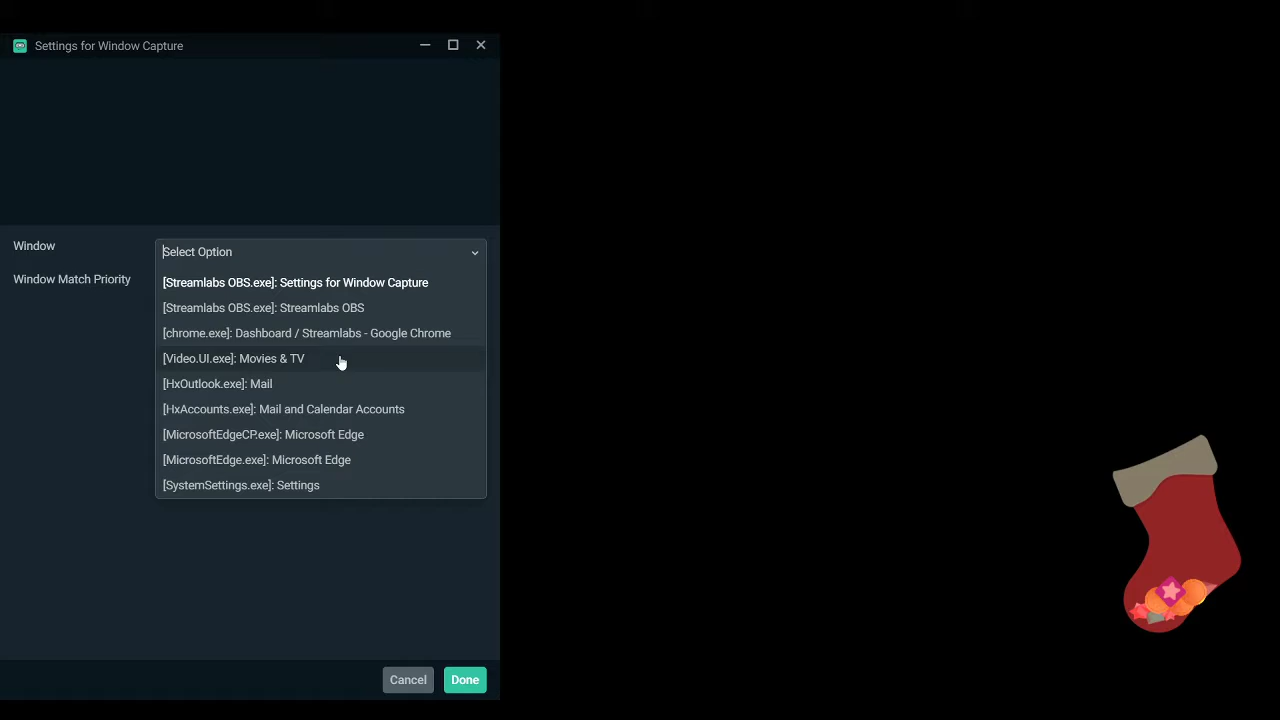 Settings for Window Capture
Window
Select Option
Window Match Priority
[Streamlabs OBS.exe]: Settings for Window Capture
[Streamlabs OBS.exe]: Streamlabs OBS
[chrome.exe]: Dashboard / Streamlabs - Google Chrome
[Video.UI.exe]: Movies & TV
[HxOutlook.exe]: Mail
[HxAccounts.exe]: Mail and Calendar Accounts
[MicrosoftEdgeCP.exe]: Microsoft Edge
[MicrosoftEdge.exe]: Microsoft Edge
[SystemSettings.exe]: Settings
Cancel
Done